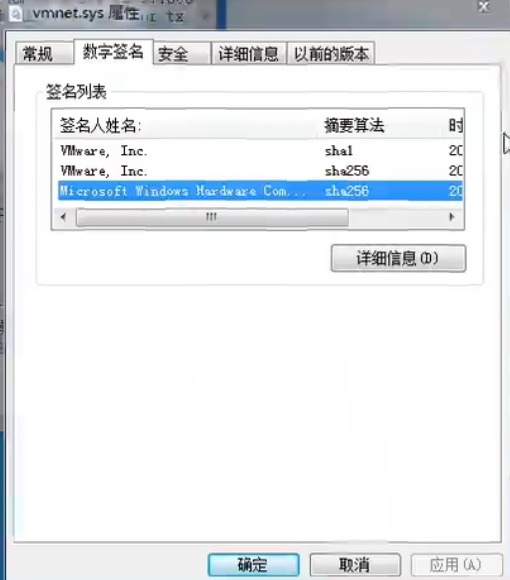 vmnet.sys 属性
常规 数字签名 安全 详细信息 以前的版本
签名列表
签名人姓名: 摘要算法 时
VMware, Inc. sha1 20
VMware, Inc. sha256 20
Microsoft Windows Hardware Com... sha256 20
详细信息(D)
确定 取消 应用(A)